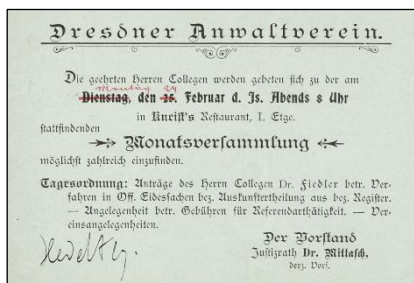 Dresdner Anwaltverein.
Die geehrten Herren Collegen werden gebeten sich zu der am
Montag 24
Dienstag, den 25. Februar d. Js. Abends 8 Uhr
in Kneist's Restaurant, I. Etge.
stattfindenden
Monatsversammlung
möglichst zahlreich einzufinden.
Tagesordnung: Anträge des Herrn Collegen Dr. Fiedler betr. Ver-
fahren in Off. Eidessachen bez. Auskunftertheilung aus bez. Register.
— Angelegenheit betr. Gebühren für Referendarthätigkeit. — Ver-
einsangelegenheiten.
Der Vorstand
Justizrath Dr. Mittasch,
derz. Vors.